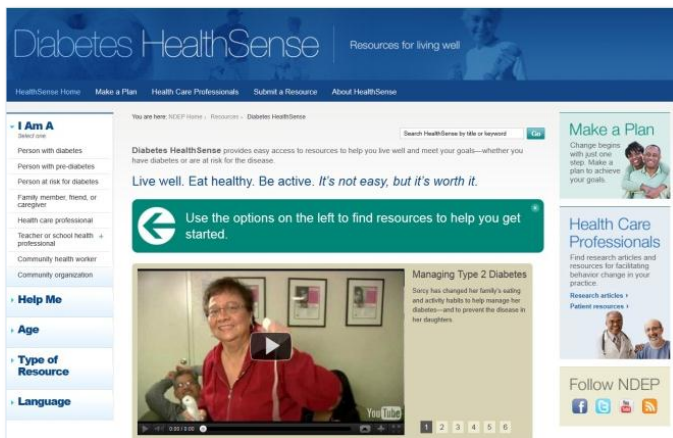 Diabetes HealthSense
Resources for living well
HealthSense Home
Make a Plan
Health Care Professionals
Submit a Resource
About HealthSense
I Am A
Select one
Person with diabetes
Person with pre-diabetes
Person at risk for diabetes
Family member, friend, or
caregiver
Health care professional
Teacher or school health +
professional
Community health worker
Community organization
Help Me
Age
Type of
Resource
Language
You are here: NDEP Home › Resources › Diabetes HealthSense
Search HealthSense by title or keyword
Go
Diabetes HealthSense provides easy access to resources to help you live well and meet your goals—whether you
have diabetes or are at risk for the disease.
Live well. Eat healthy. Be active. It's not easy, but it's worth it.
Use the options on the left to find resources to help you get
started.
Managing Type 2 Diabetes
Sorcy has changed her family's eating
and activity habits to help manage her
diabetes—and to prevent the disease in
her daughters.
YouTube
0:00 / 0:00
1 2 3 4 5 6
Make a Plan
Change begins
with just one
step. Make a
plan to achieve
your goals.
Health Care
Professionals
Find research articles and
resources for facilitating
behavior change in your
practice.
Research articles ›
Patient resources ›
Follow NDEP